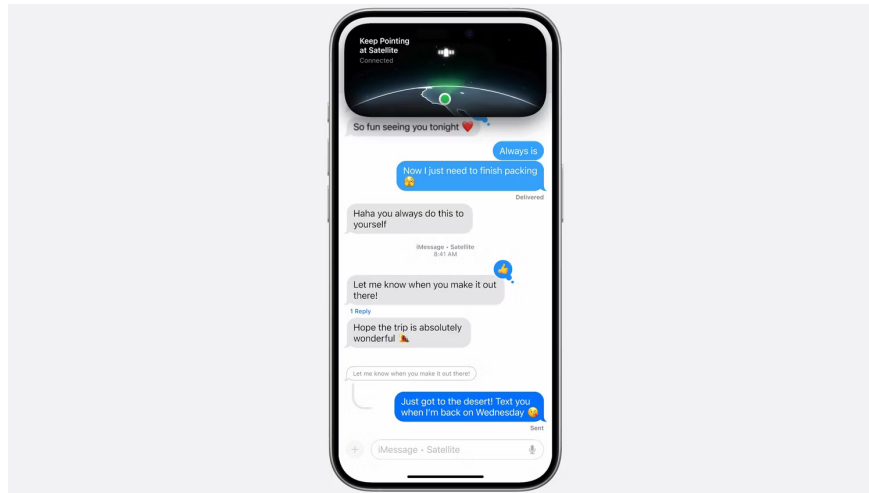 Keep Pointing
at Satellite
Connected
So fun seeing you tonight ❤️
Always is
Now I just need to finish packing
🫣
Delivered
Haha you always do this to
yourself
iMessage • Satellite
8:41 AM
Let me know when you make it out
there!
1 Reply
Hope the trip is absolutely
wonderful 🏕️
Let me know when you make it out there!
Just got to the desert! Text you
when I'm back on Wednesday 😘
Sent
iMessage • Satellite